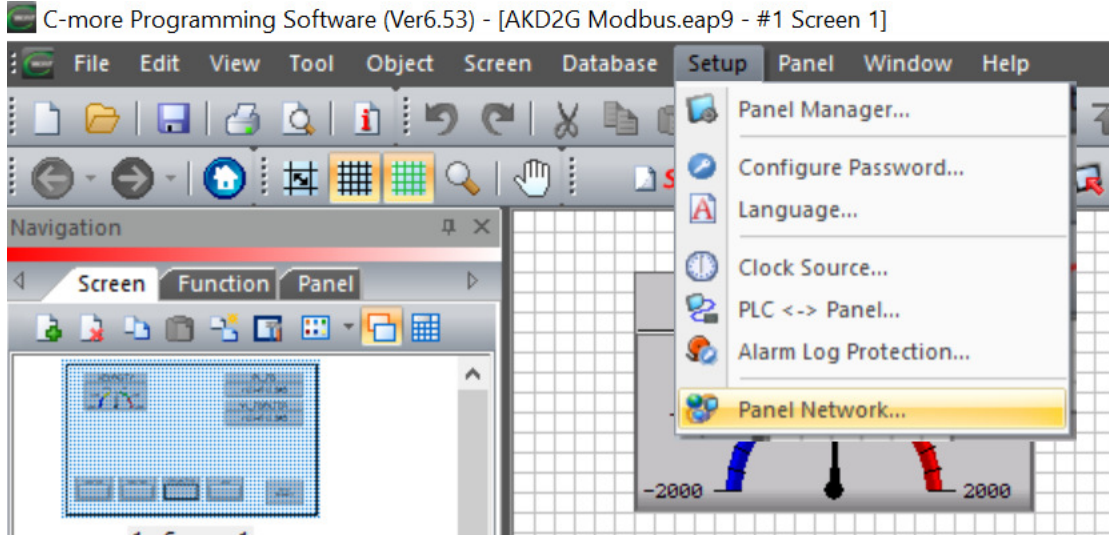 C-more Programming Software (Ver6.53) - [AKD2G Modbus.eap9 - #1 Screen 1]
File Edit View Tool Object Screen Database Setup Panel Window Help
Panel Manager...
Configure Password...
Language...
Clock Source...
PLC <-> Panel...
Alarm Log Protection...
Panel Network...
Navigation
Screen Function Panel
-2000 2000